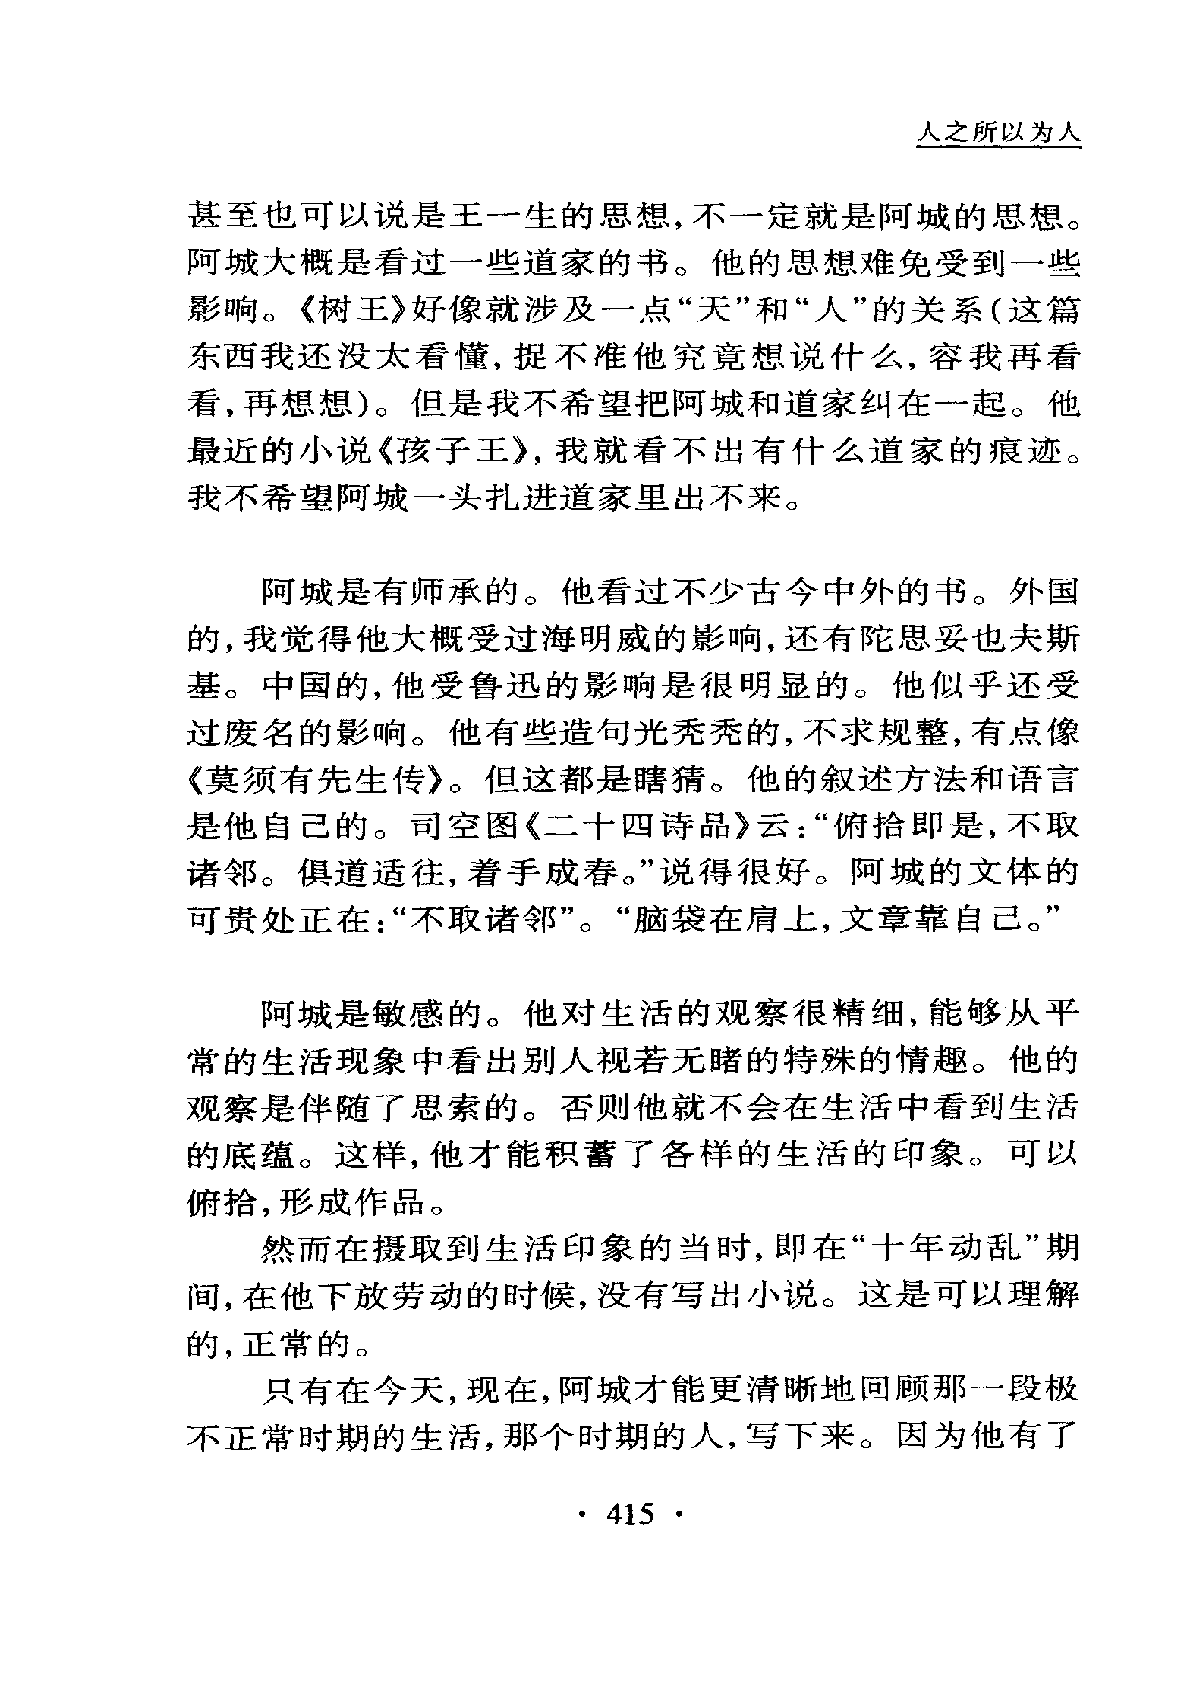 人之所以为人
甚至也可以说是王一生的思想,不一定就是阿城的思想。
阿城大概是看过一些道家的书。他的思想难免受到一些
影响。《树王》好像就涉及一点“天”和“人”的关系(这篇
东西我还没太看懂,捉不准他究竟想说什么,容我再看
看,再想想)。但是我不希望把阿城和道家纠在一起。他
最近的小说《孩子王》,我就看不出有什么道家的痕迹。
我不希望阿城一头扎进道家里出不来。
阿城是有师承的。他看过不少古今中外的书。外国
的,我觉得他大概受过海明威的影响,还有陀思妥也夫斯
基。中国的,他受鲁迅的影响是很明显的。他似乎还受
过废名的影响。他有些造句光秃秃的,不求规整,有点像
《莫须有先生传》。但这都是瞎猜。他的叙述方法和语言
是他自己的。司空图《二十四诗品》云:“俯拾即是,不取
诸邻。俱道适往,着手成春。”说得很好。阿城的文体的
可贵处正在:“不取诸邻”。“脑袋在肩上,文章靠自己。”
阿城是敏感的。他对生活的观察很精细,能够从平
常的生活现象中看出别人视若无睹的特殊的情趣。他的
观察是伴随了思索的。否则他就不会在生活中看到生活
的底蕴。这样,他才能积蓄了各样的生活的印象。可以
俯拾,形成作品。
然而在摄取到生活印象的当时,即在“十年动乱”期
间,在他下放劳动的时候,没有写出小说。这是可以理解
的,正常的。
只有在今天,现在,阿城才能更清晰地回顾那一段极
不正常时期的生活,那个时期的人,写下来。因为他有了
· 415 ·